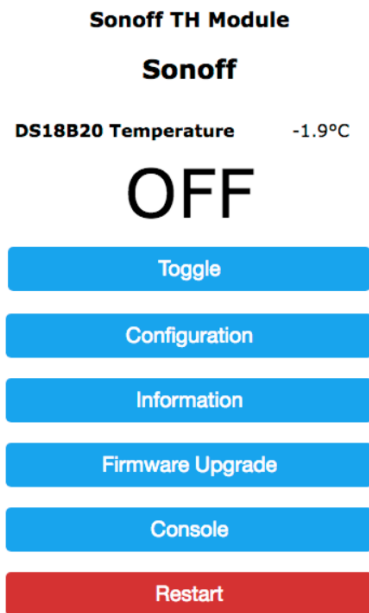 Sonoff TH Module
Sonoff
DS18B20 Temperature -1.9°C
OFF
Toggle
Configuration
Information
Firmware Upgrade
Console
Restart